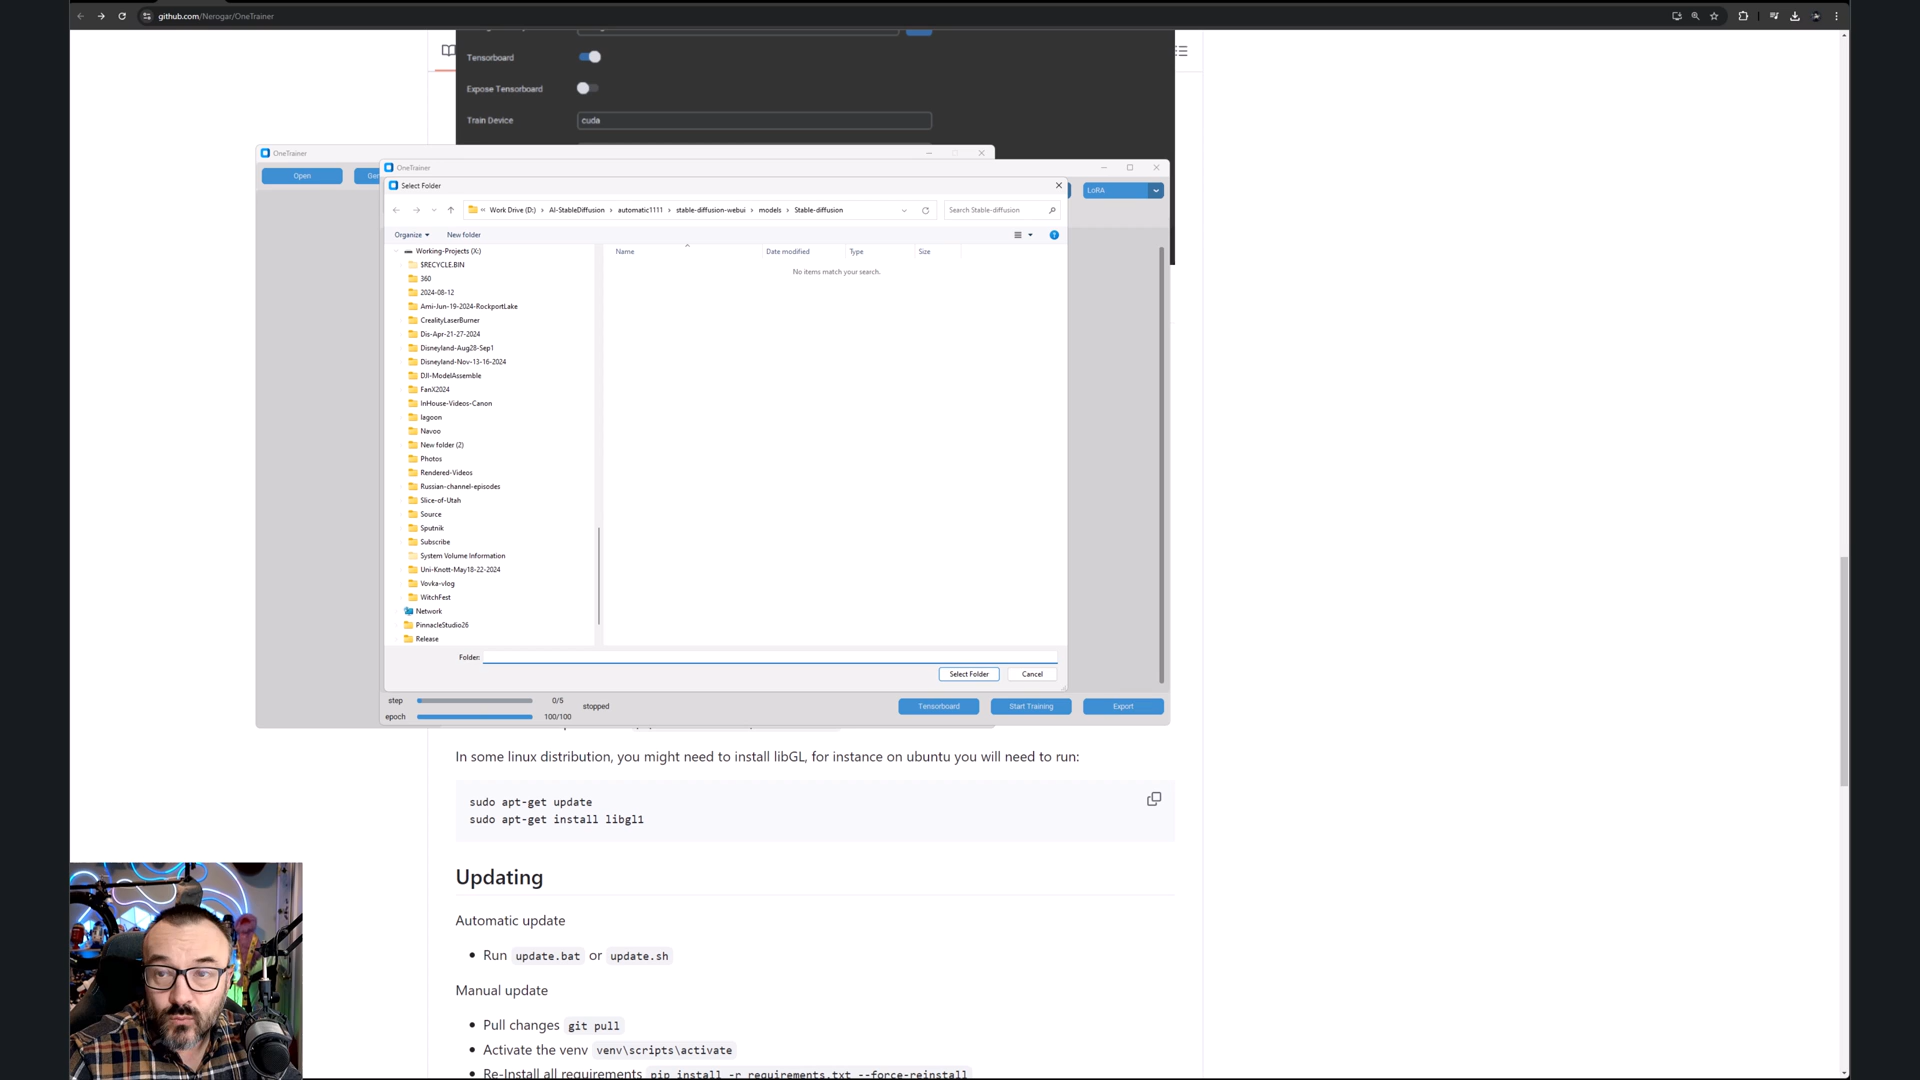 github.com/Nerogar/OneTrainer
Tensorboard
Expose Tensorboard
Train Device
cuda
OneTrainer
Open
Gen
OneTrainer
LoRA
Select Folder
« Work Drive (D:) › AI-StableDiffusion › automatic1111 › stable-diffusion-webui › models › Stable-diffusion
Search Stable-diffusion
Organize
New folder
Name
Date modified
Type
Size
No items match your search.
Working-Projects (X:)
$RECYCLE.BIN
360
2024-08-12
Ami-Jun-19-2024-RockportLake
CrealityLaserBurner
Dis-Apr-21-27-2024
Disneyland-Aug28-Sep1
Disneyland-Nov-13-16-2024
DJI-ModelAssemble
FanX2024
InHouse-Videos-Canon
lagoon
Navoo
New folder (2)
Photos
Rendered-Videos
Russian-channel-episodes
Slice-of-Utah
Source
Sputnik
Subscribe
System Volume Information
Uni-Knott-May18-22-2024
Vovka-vlog
WitchFest
Network
PinnacleStudio26
Release
Folder:
Select Folder
Cancel
step
0/5
stopped
epoch
100/100
Tensorboard
Start Training
Export
In some linux distribution, you might need to install libGL, for instance on ubuntu you will need to run:
sudo apt-get update
sudo apt-get install libgl1
Updating
Automatic update
• Run update.bat or update.sh
Manual update
• Pull changes git pull
• Activate the venv venv\scripts\activate
• Re-Install all requirements pip install -r requirements.txt --force-reinstall